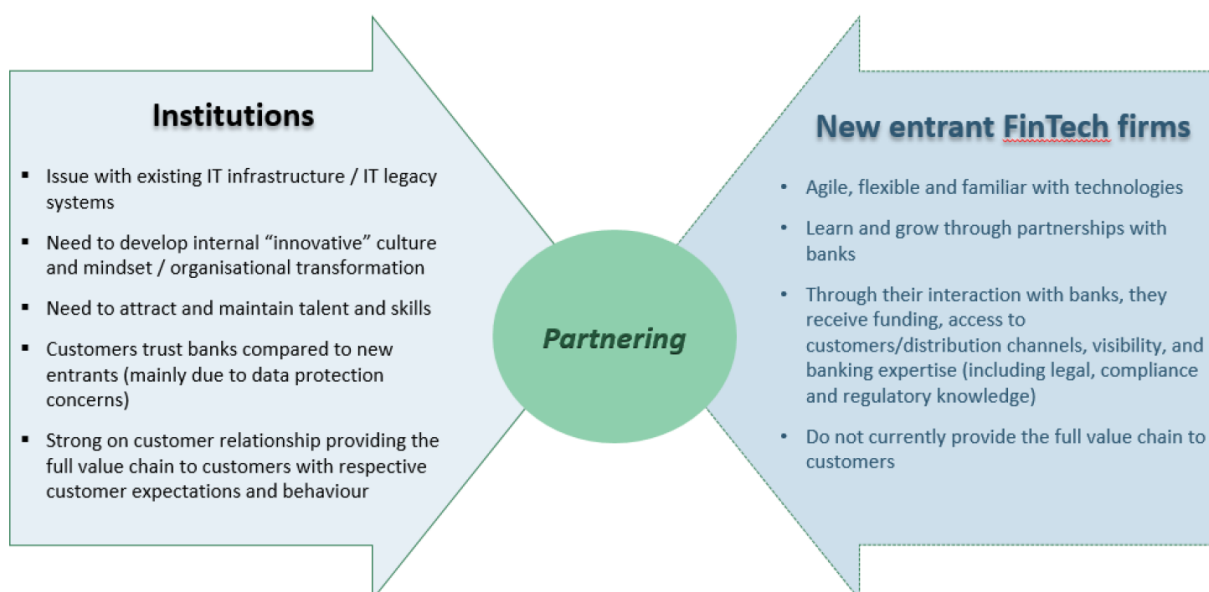 Institutions
▪ Issue with existing IT infrastructure / IT legacy
systems
▪ Need to develop internal “innovative” culture
and mindset / organisational transformation
▪ Need to attract and maintain talent and skills
▪ Customers trust banks compared to new
entrants (mainly due to data protection
concerns)
▪ Strong on customer relationship providing the
full value chain to customers with respective
customer expectations and behaviour
Partnering
New entrant FinTech firms
• Agile, flexible and familiar with technologies
• Learn and grow through partnerships with
banks
• Through their interaction with banks, they
receive funding, access to
customers/distribution channels, visibility, and
banking expertise (including legal, compliance
and regulatory knowledge)
• Do not currently provide the full value chain to
customers